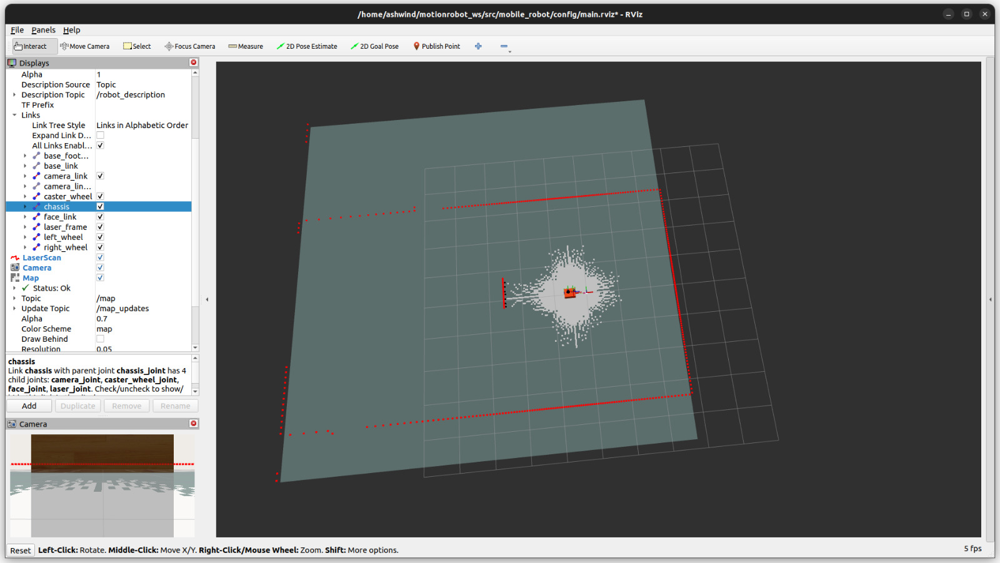 /home/ashwind/motionrobot_ws/src/mobile_robot/config/main.rviz* - RViz
File Panels Help
Interact Move Camera Select Focus Camera Measure 2D Pose Estimate 2D Goal Pose Publish Point
Displays
Alpha 1
Description Source Topic
Description Topic /robot_description
TF Prefix
Links
Link Tree Style Links in Alphabetic Order
Expand Link D...
All Links Enabl...
base_foot...
base_link
camera_link
camera_lin...
caster_wheel
chassis
face_link
laser_frame
left_wheel
right_wheel
LaserScan
Camera
Map
Status: Ok
Topic /map
Update Topic /map_updates
Alpha 0.7
Color Scheme map
Draw Behind
Resolution 0.05
chassis
Link chassis with parent joint chassis_joint has 4
child joints: camera_joint, caster_wheel_joint,
face_joint, laser_joint. Check/uncheck to show/
Add Duplicate Remove Rename
Camera
Reset Left-Click: Rotate. Middle-Click: Move X/Y. Right-Click/Mouse Wheel: Zoom. Shift: More options. 5 fps